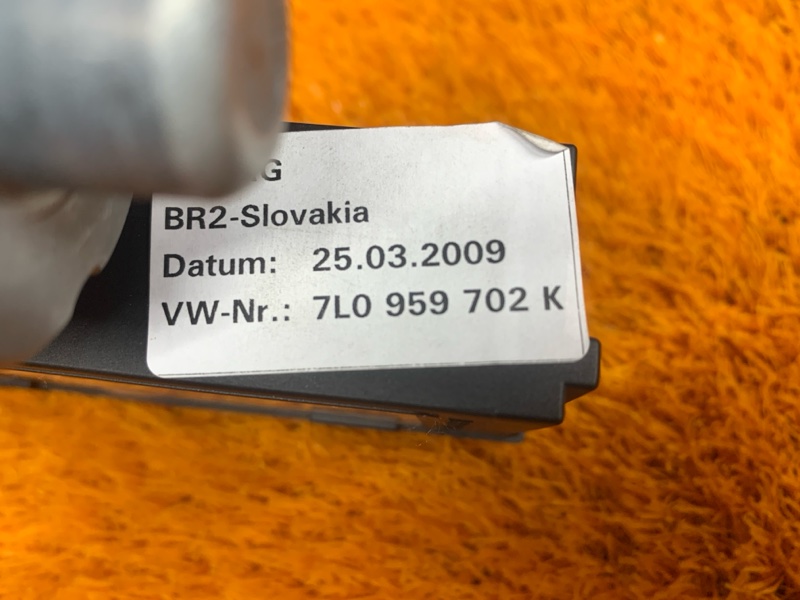 BR2-Slovakia
Datum: 25.03.2009
VW-Nr.: 7L0 959 702 K